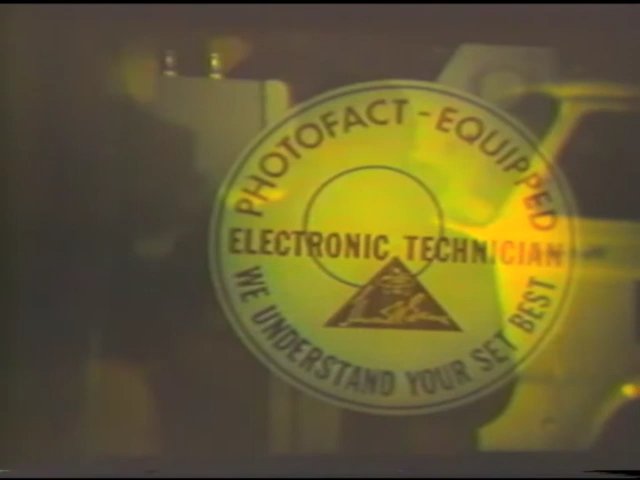 PHOTOFACT - EQUIPPED
ELECTRONIC TECHNICIAN
WE UNDERSTAND YOUR SET BEST